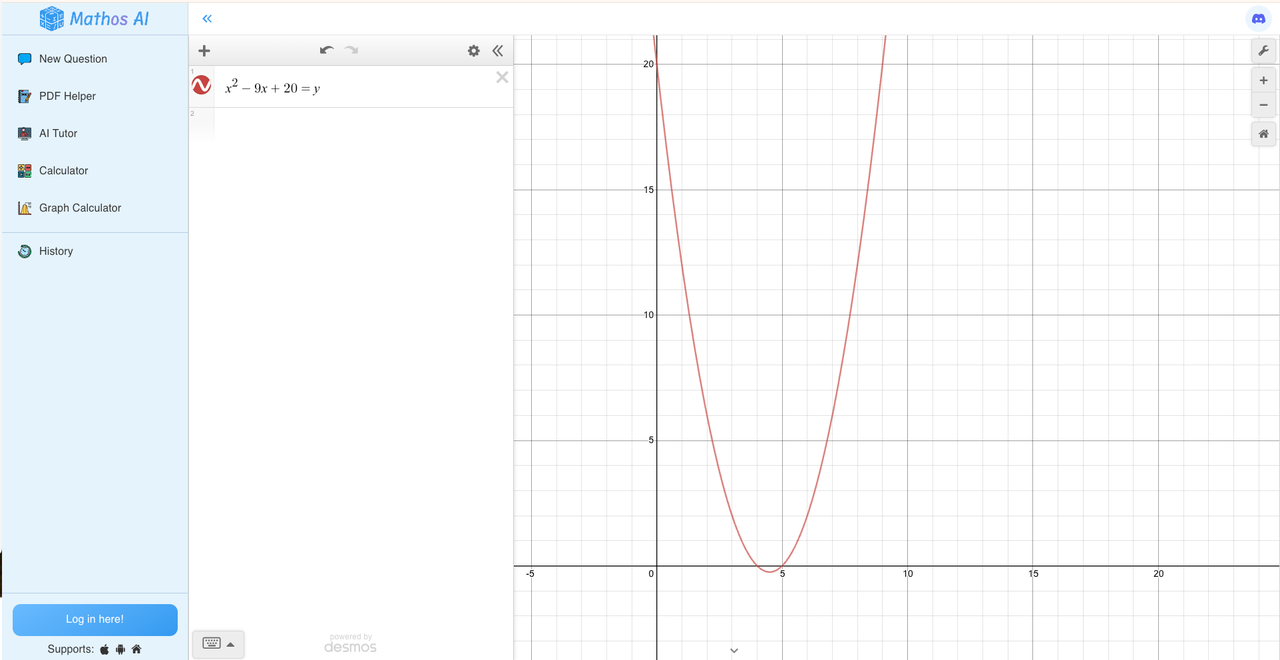 Mathos AI
New Question
PDF Helper
AI Tutor
Calculator
Graph Calculator
History
Log in here!
Supports:
1
x² − 9x + 20 = y
2
powered by
desmos
20
15
10
5
-5
0
5
10
15
20